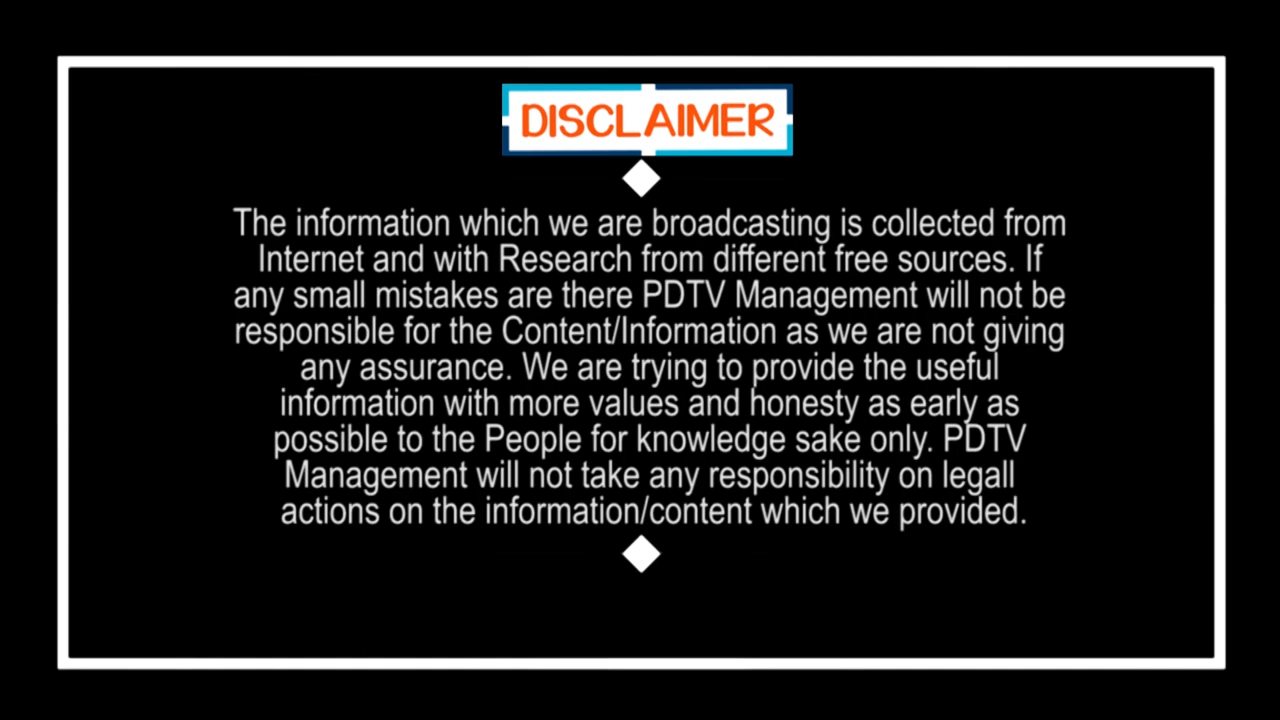 DISCLAIMER
The information which we are broadcasting is collected from
Internet and with Research from different free sources. If
any small mistakes are there PDTV Management will not be
responsible for the Content/Information as we are not giving
any assurance. We are trying to provide the useful
information with more values and honesty as early as
possible to the People for knowledge sake only. PDTV
Management will not take any responsibility on legall
actions on the information/content which we provided.